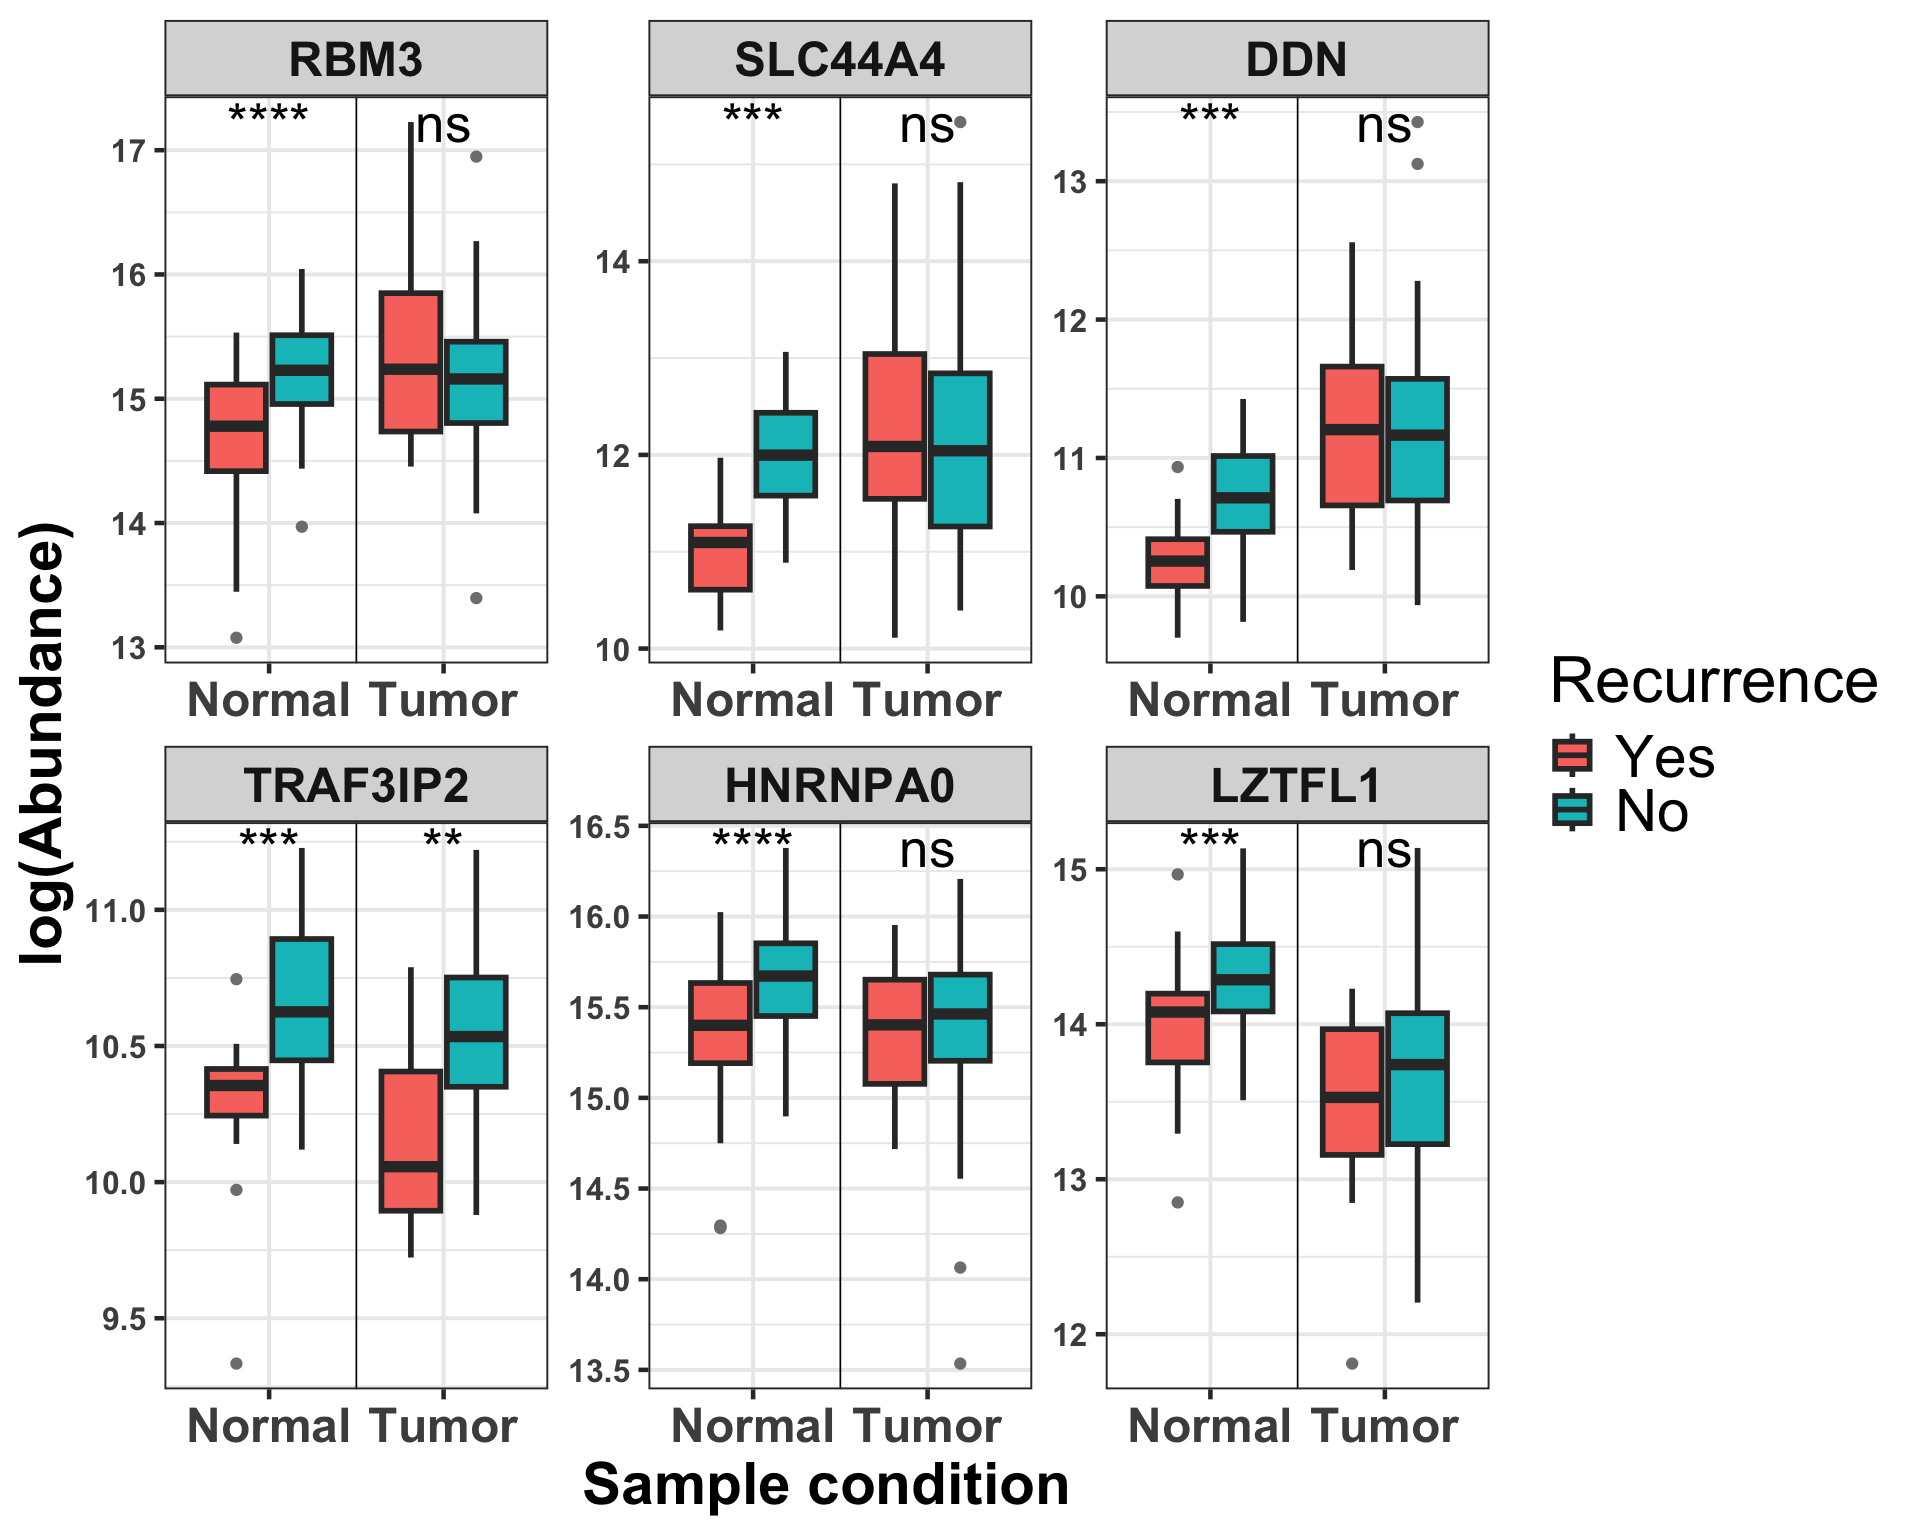 RBM3 SLC44A4 DDN
**** ns *** ns *** ns
17
16
15
14
13
14
12
10
13
12
11
10
Normal Tumor Normal Tumor Normal Tumor
TRAF3IP2 HNRNPA0 LZTFL1
*** ** **** ns *** ns
11.0
10.5
10.0
9.5
16.5
16.0
15.5
15.0
14.5
14.0
13.5
15
14
13
12
Normal Tumor Normal Tumor Normal Tumor
Sample condition
log(Abundance)
Recurrence
Yes
No